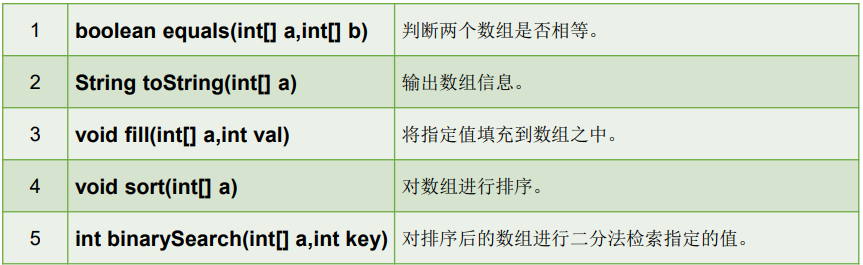 1 boolean equals(int[] a,int[] b) 判断两个数组是否相等。
2 String toString(int[] a) 输出数组信息。
3 void fill(int[] a,int val) 将指定值填充到数组之中。
4 void sort(int[] a) 对数组进行排序。
5 int binarySearch(int[] a,int key) 对排序后的数组进行二分法检索指定的值。